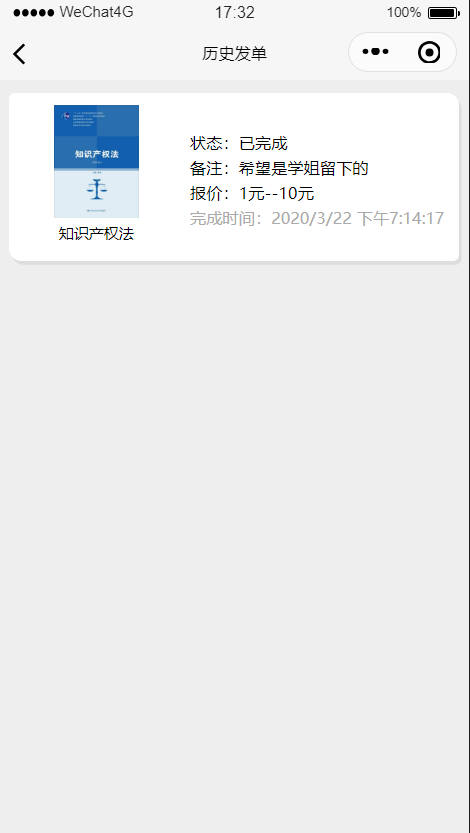 WeChat4G 17:32 100%
历史发单
知识产权法
知识产权法
状态：已完成
备注：希望是学姐留下的
报价：1元--10元
完成时间：2020/3/22 下午7:14:17